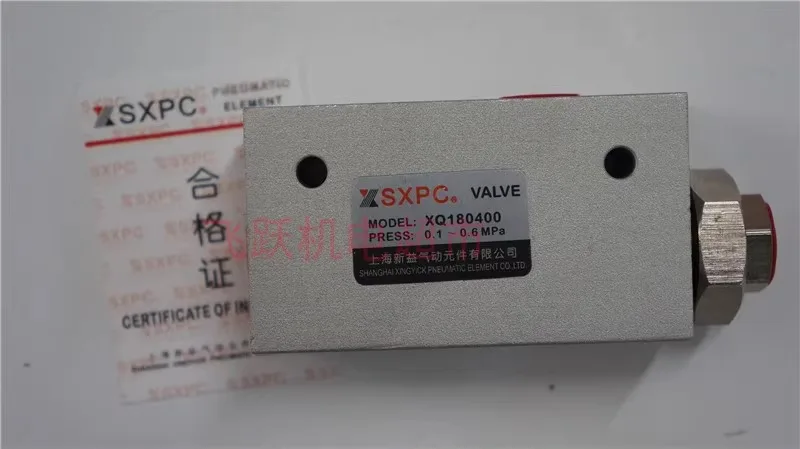 SXPC® PNEUMATIC
ELEMENT
SXPC
SXPC
合
格
证
CERTIFICATE OF IN
SXPC® VALVE
MODEL: XQ180400
PRESS: 0.1 ~ 0.6 MPa
上海新益气动元件有限公司
SHANGHAI XINGYICK PNEUMATIC ELEMENT CO.,LTD
飞跃机电